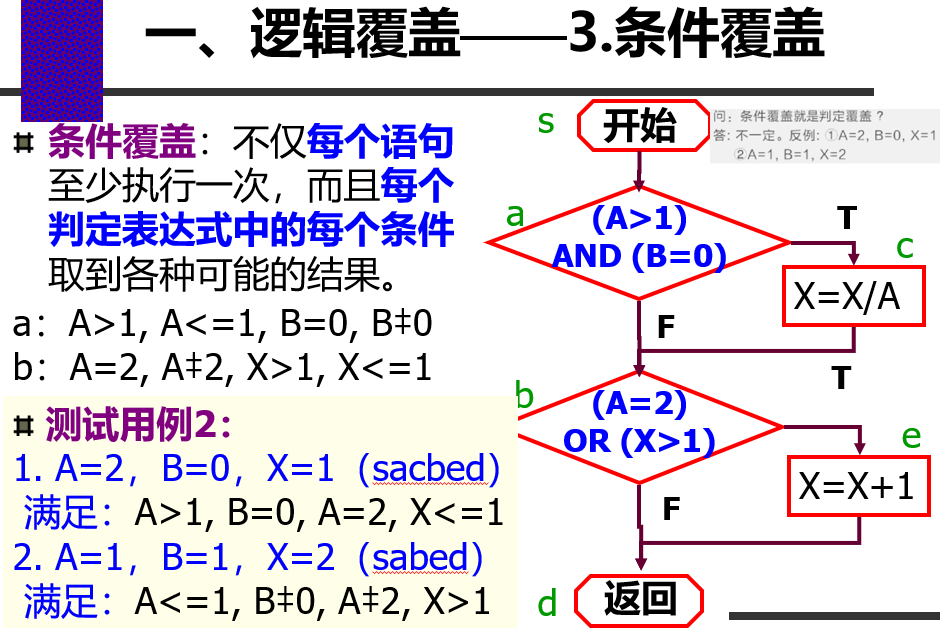 一、逻辑覆盖——3.条件覆盖
条件覆盖：不仅每个语句
至少执行一次，而且每个
判定表达式中的每个条件
取到各种可能的结果。
a：A>1, A<=1, B=0, B‡0
b：A=2, A‡2, X>1, X<=1
测试用例2：
1. A=2，B=0，X=1（sacbed）
满足：A>1, B=0, A=2, X<=1
2. A=1，B=1，X=2（sabed）
满足：A<=1, B‡0, A‡2, X>1
问：条件覆盖就是判定覆盖？
答: 不一定。反例: ①A=2, B=0, X=1
②A=1, B=1, X=2
s
开始
a
(A>1)
AND (B=0)
T
c
X=X/A
F
b
(A=2)
OR (X>1)
T
e
X=X+1
F
d
返回